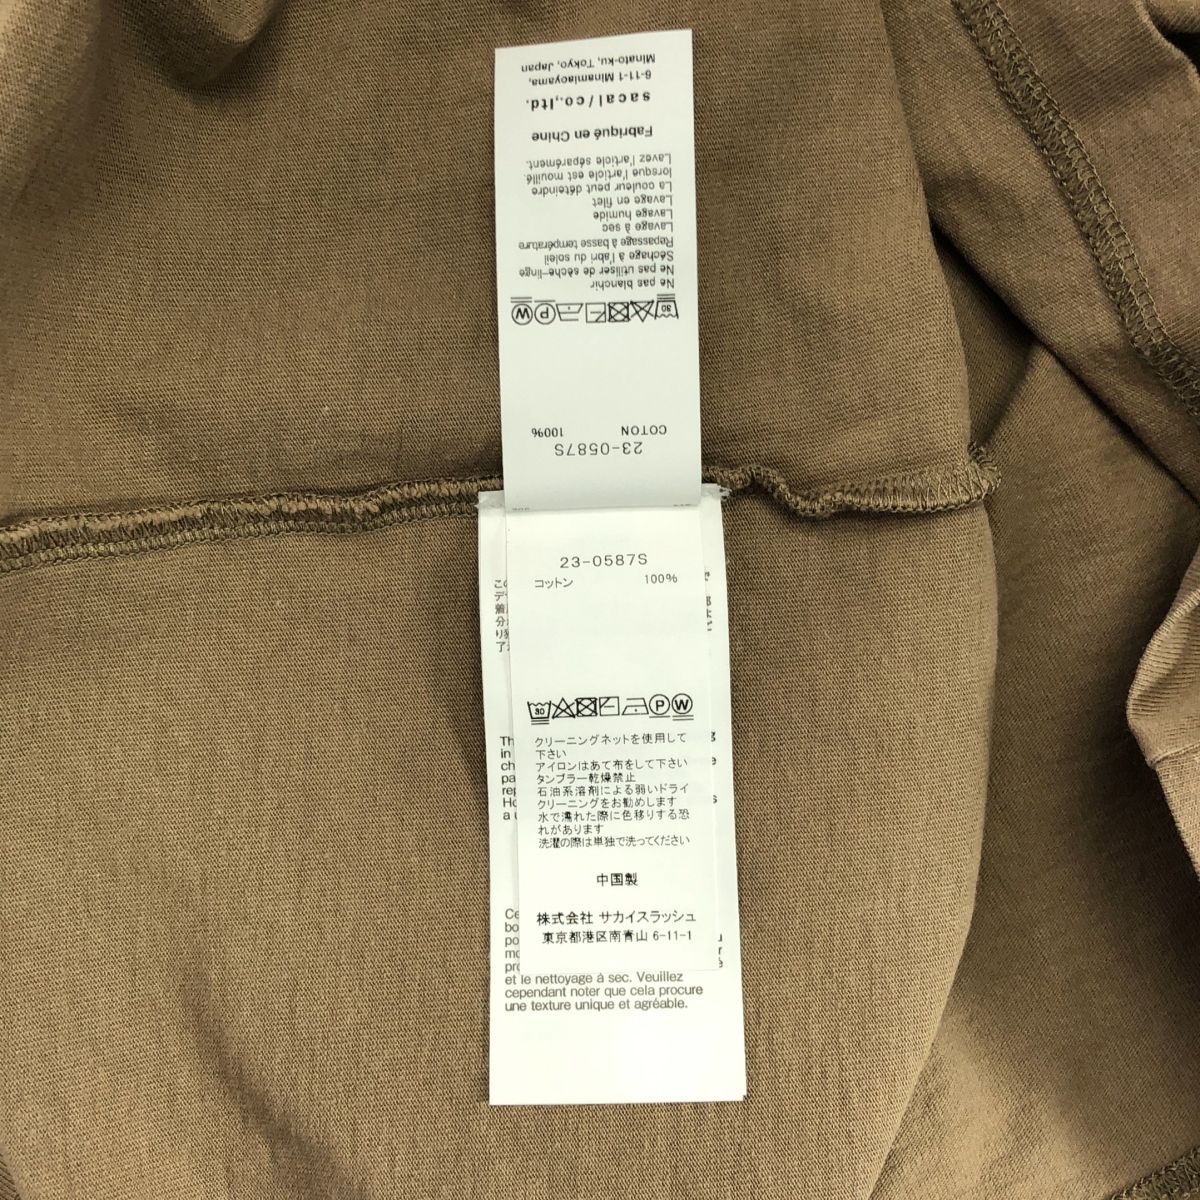 Minato-ku, Tokyo, Japan
6-11-1 Minamiaoyama,
sacai/co.,ltd.
Fabriqué en Chine
Lavez l'article séparément.
lorsque l'article est mouillé.
La couleur peut déteindre
Lavage en filet
Lavage humide
Lavage à sec
Repassage à basse température
Séchage à l'abri du soleil
Ne pas utiliser de sèche-linge
Ne pas blanchir
30 P W
COTON 100%
23-0587S
23-0587S
コットン 100%
30 P W
クリーニングネットを使用して
下さい
アイロンはあて布をして下さい
タンブラー乾燥禁止
石油系溶剤による弱いドライ
クリーニングをお勧めします
水で濡れた際に色移りする恐
れがあります
洗濯の際は単独で洗ってください
中国製
株式会社 サカイスラッシュ
東京都港区南青山 6-11-1
et le nettoyage à sec. Veuillez
cependant noter que cela procure
une texture unique et agréable.